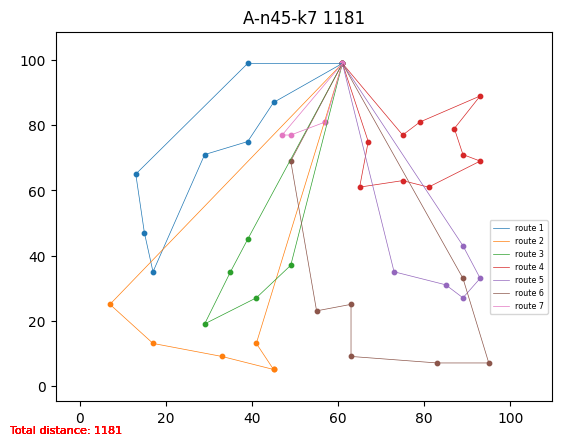 A-n45-k7 1181
100
80
60
40
20
0
route 1
route 2
route 3
route 4
route 5
route 6
route 7
0 20 40 60 80 100
Total distance: 1181